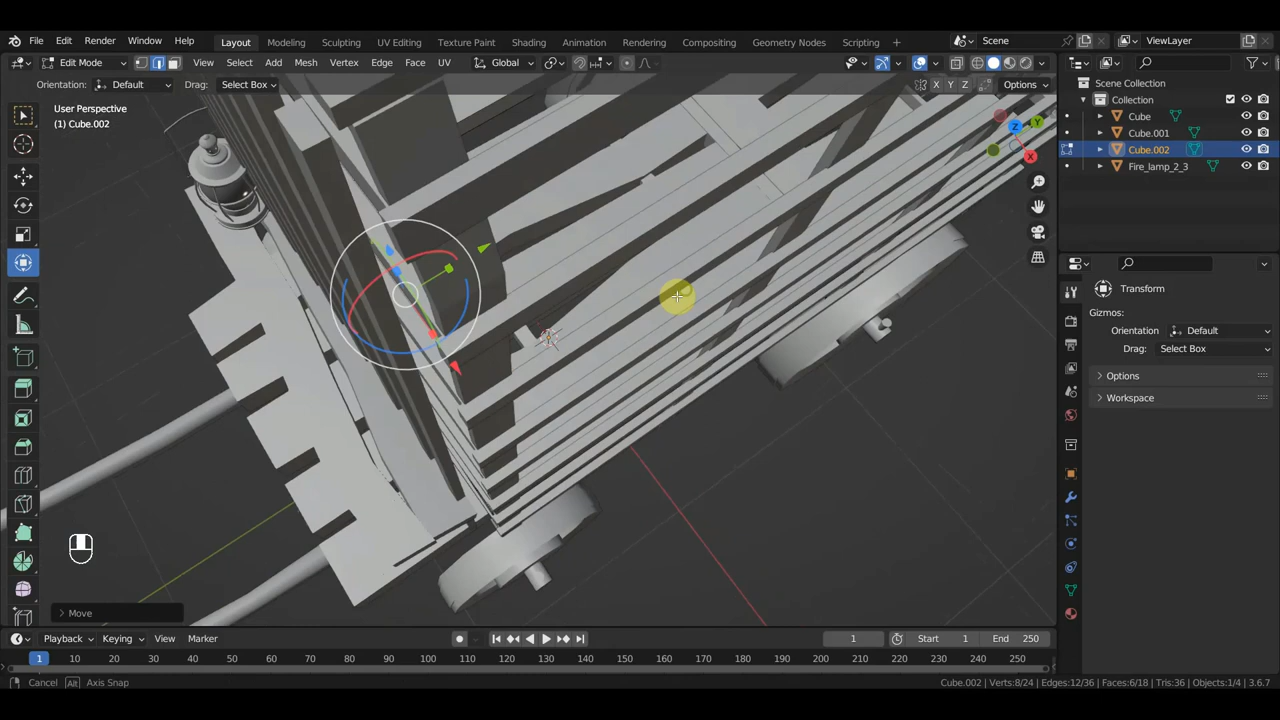 File Edit Render Window Help Layout Modeling Sculpting UV Editing Texture Paint Shading Animation Rendering Compositing Geometry Nodes Scripting + Scene ViewLayer
Edit Mode View Select Add Mesh Vertex Edge Face UV Global
Orientation: Default Drag: Select Box X Y Z Options
Scene Collection
Collection
Cube
Cube.001
Cube.002
Fire_lamp_2_3
User Perspective
(1) Cube.002
Z Y X
Transform
Gizmos:
Orientation Default
Drag: Select Box
Options
Workspace
Move
Playback Keying View Marker 1 Start 1 End 250
1 10 20 30 40 50 60 70 80 90 100 110 120 130 140 150 160 170 180 190 200 210 220 230 240 250
Cancel Alt Axis Snap Cube.002 | Verts:8/24 | Edges:12/36 | Faces:6/18 | Tris:36 | Objects:1/4 | 3.6.7